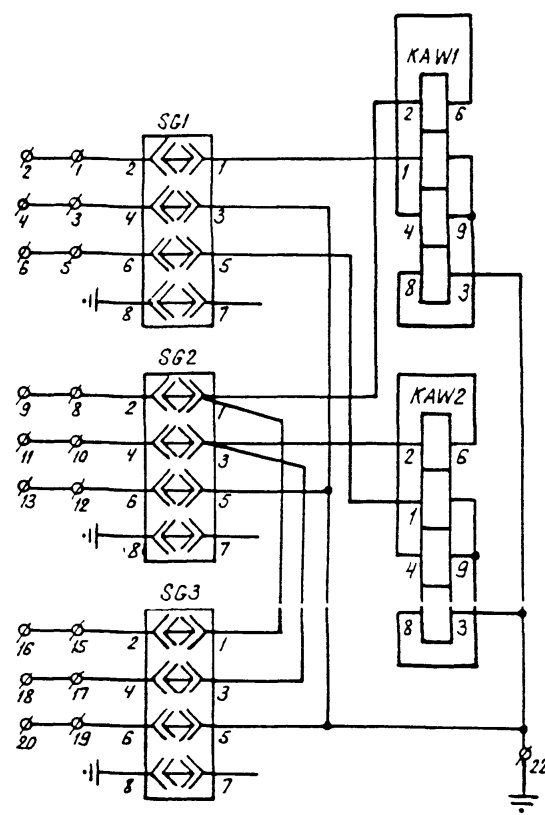 KAW1
2 6
SG1
2 1 2 1 1
4 3 4 3 4 9
6 5 6 5 8 3
8 7
SG2
KAW2
9 8 2 1
11 10 4 3 2 6
13 12 6 5 1
8 7 4 9
SG3
16 15 2 1 8 3
18 17 4 3
20 19 6 5
8 7 22